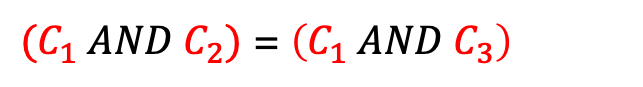 (C₁ AND C₂) = (C₁ AND C₃)